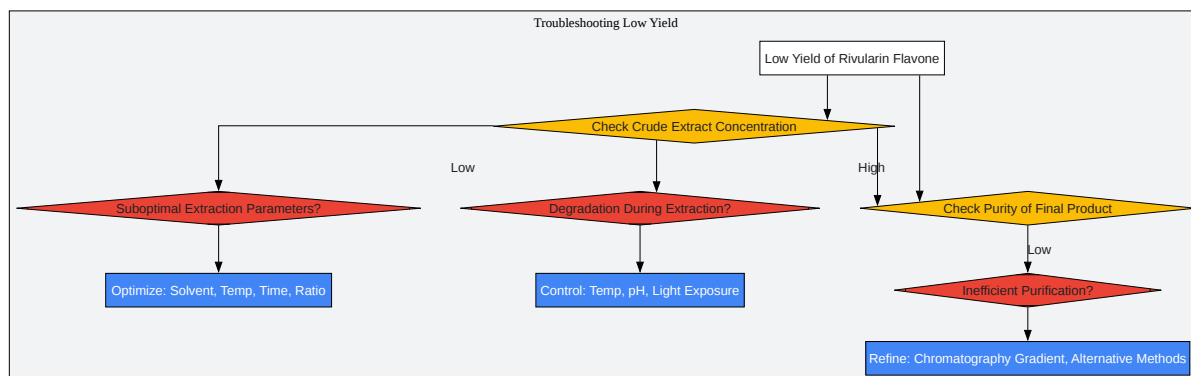 Troubleshooting Low Yield
Low Yield of Rivularin Flavone
Check Crude Extract Concentration
Low
High
Suboptimal Extraction Parameters?
Degradation During Extraction?
Check Purity of Final Product
Low
Optimize: Solvent, Temp, Time, Ratio
Control: Temp, pH, Light Exposure
Inefficient Purification?
Refine: Chromatography Gradient, Alternative Methods